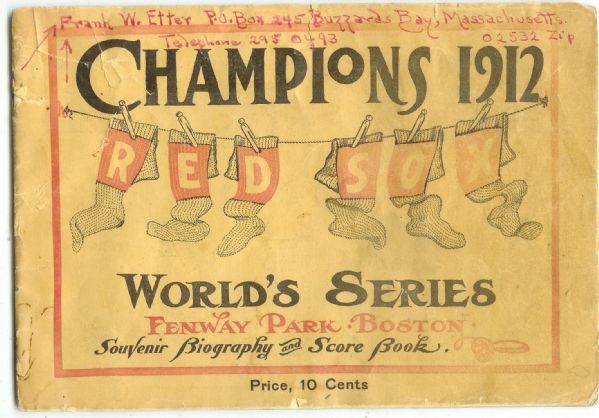 Frank W. Etter P.O. Box 245, Buzzards Bay, Massachusetts.
Telephone 295 0493 02532 Zip
CHAMPIONS 1912
RED SOX
WORLD'S SERIES
FENWAY PARK · BOSTON
Souvenir Biography and Score Book.
Price, 10 Cents